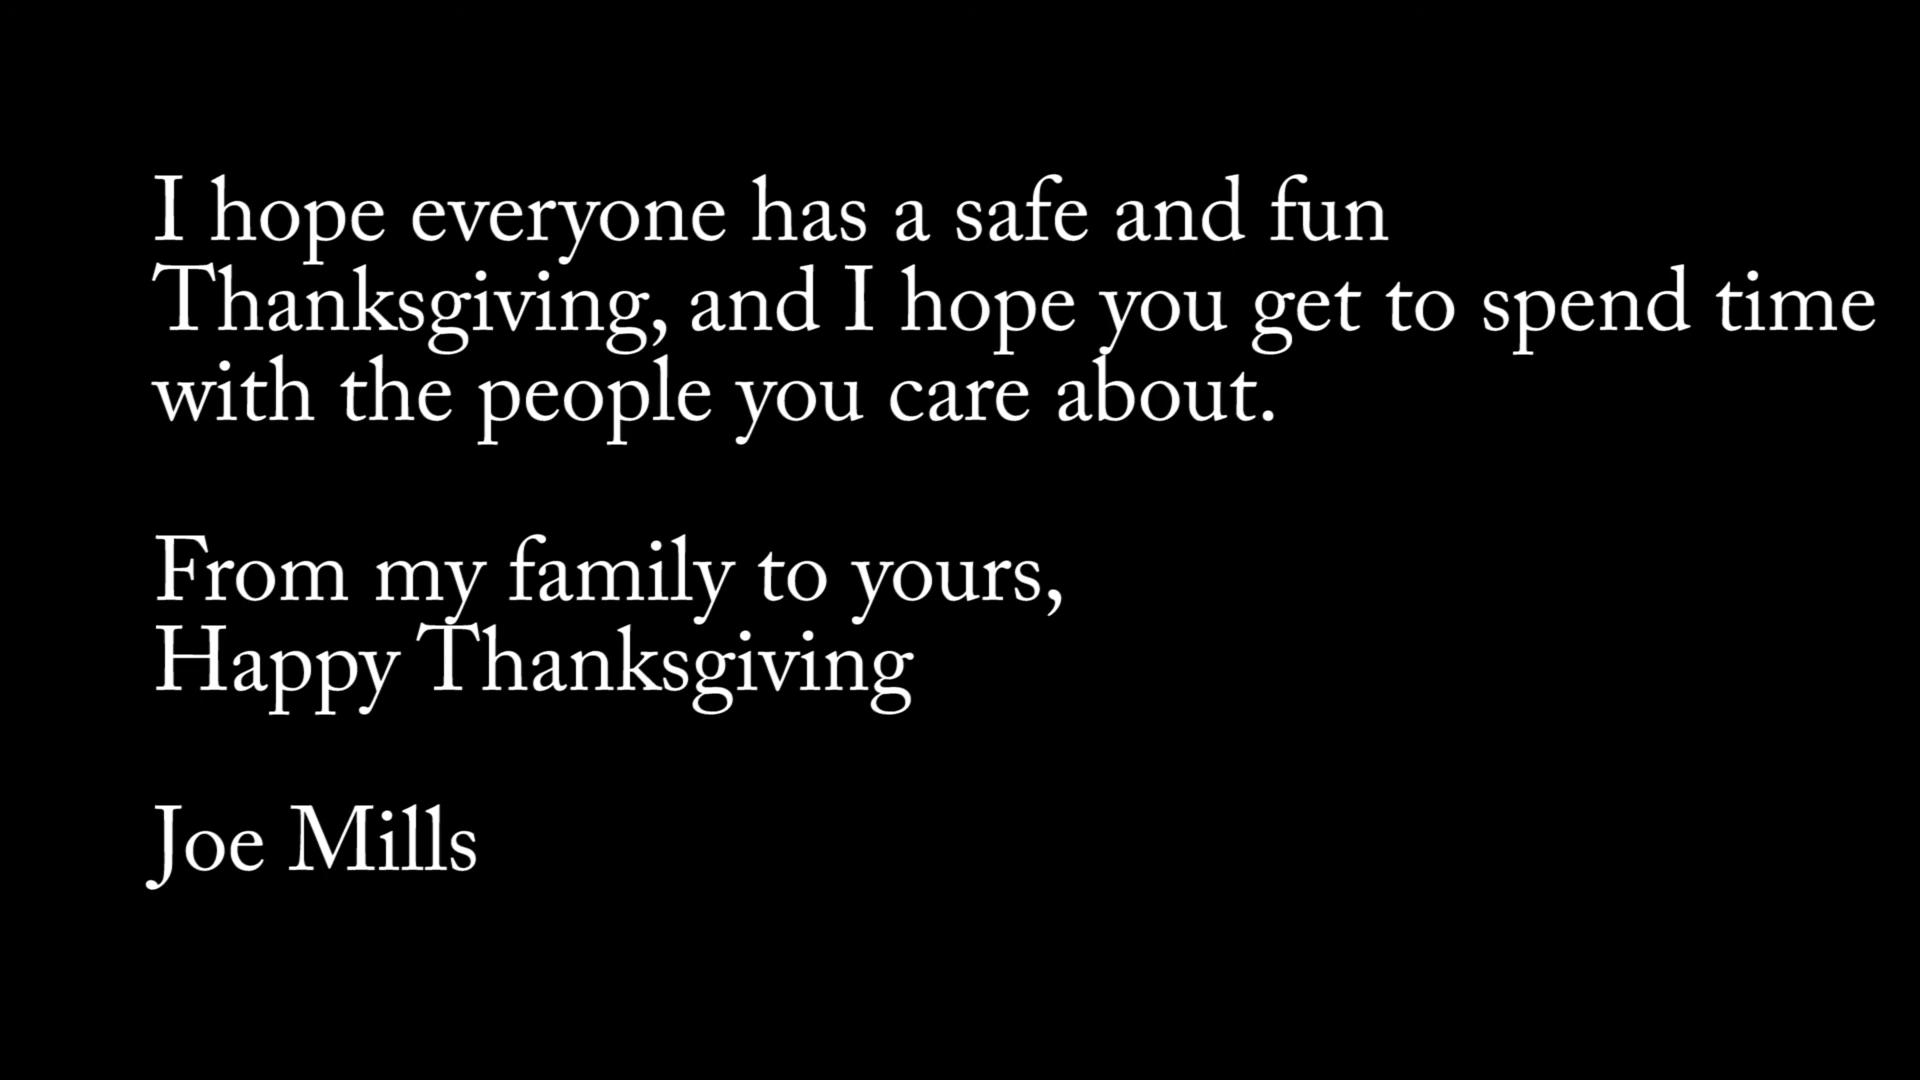 I hope everyone has a safe and fun
Thanksgiving, and I hope you get to spend time
with the people you care about.
From my family to yours,
Happy Thanksgiving
Joe Mills